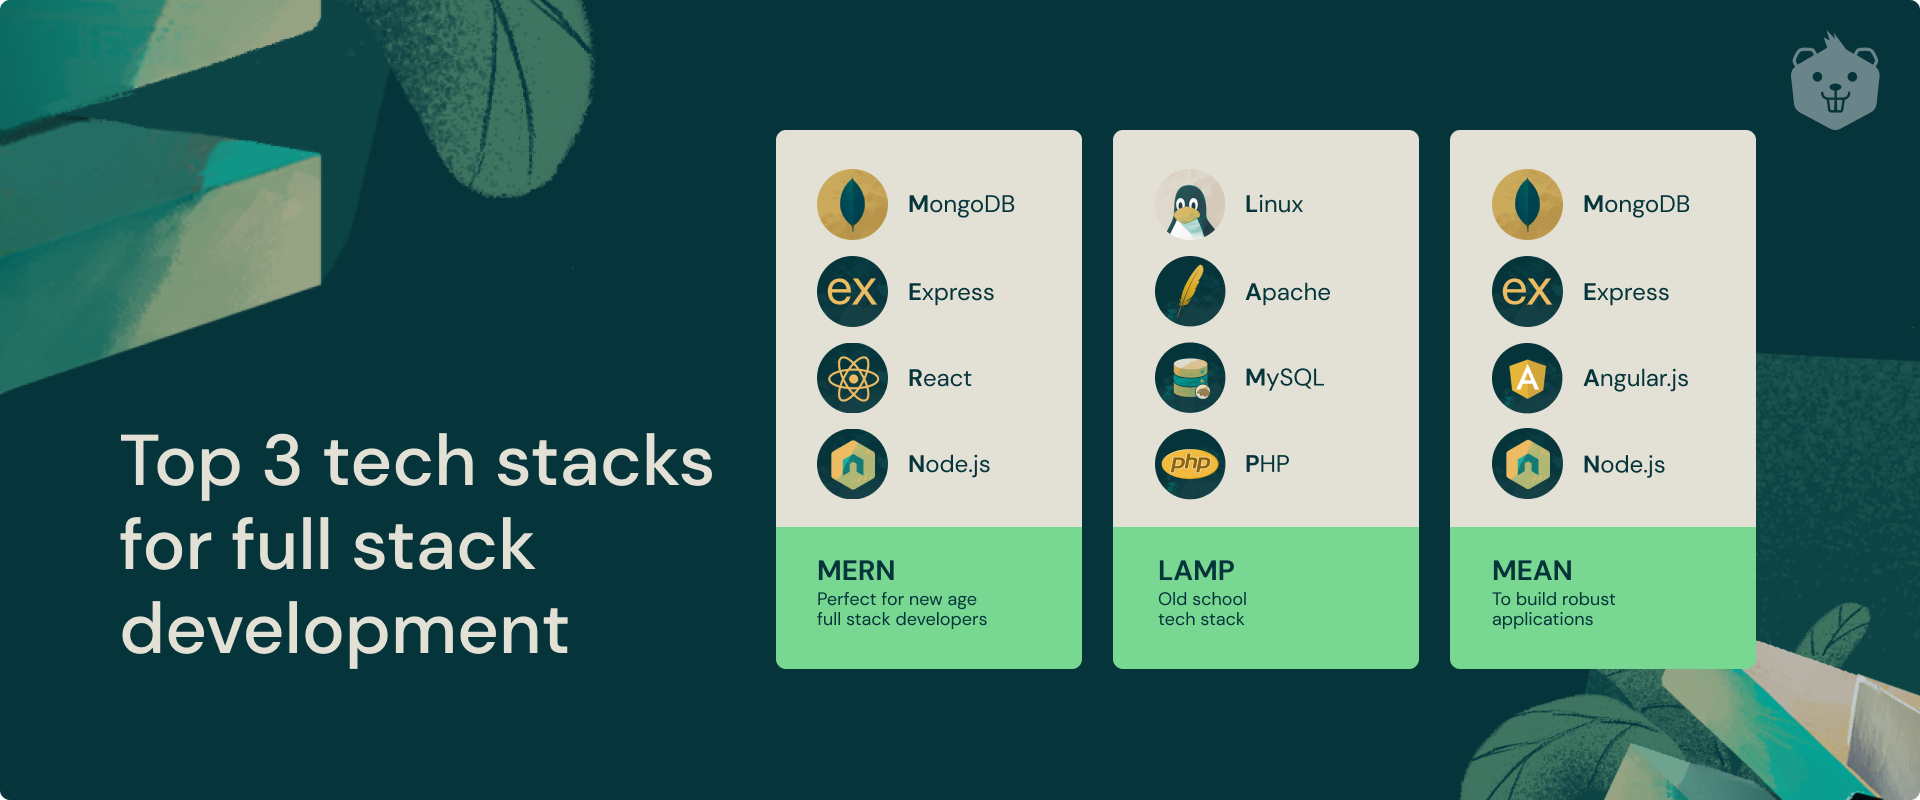 Top 3 tech stacks
for full stack
development
MongoDB
ex
Express
React
Node.js
MERN
Perfect for new age
full stack developers
Linux
Apache
MySQL
php
PHP
LAMP
Old school
tech stack
MongoDB
ex
Express
A
Angular.js
n
Node.js
MEAN
To build robust
applications